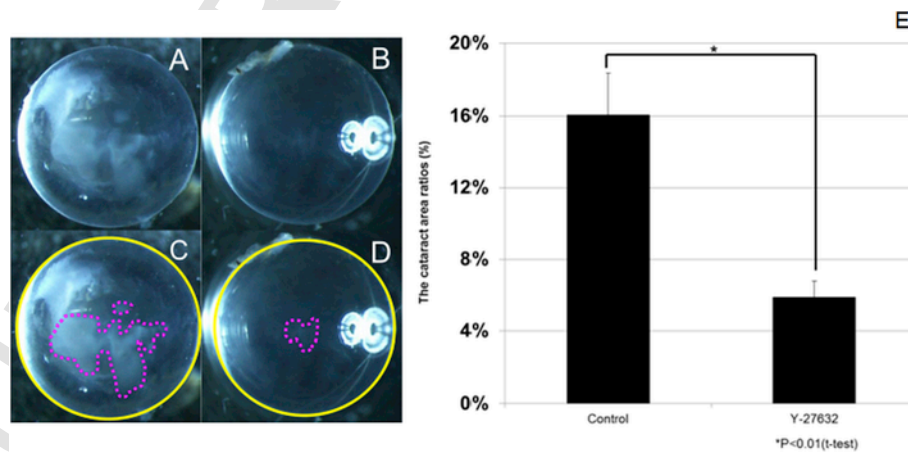 A
B
C
D
E
The cataract area ratios (%)
20%
16%
12%
8%
4%
0%
*
Control
Y-27632
*P<0.01(t-test)